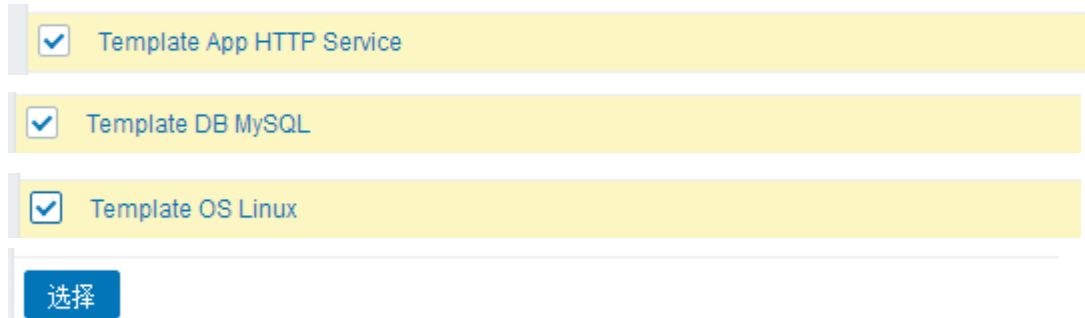 Template App HTTP Service
Template DB MySQL
Template OS Linux
选择